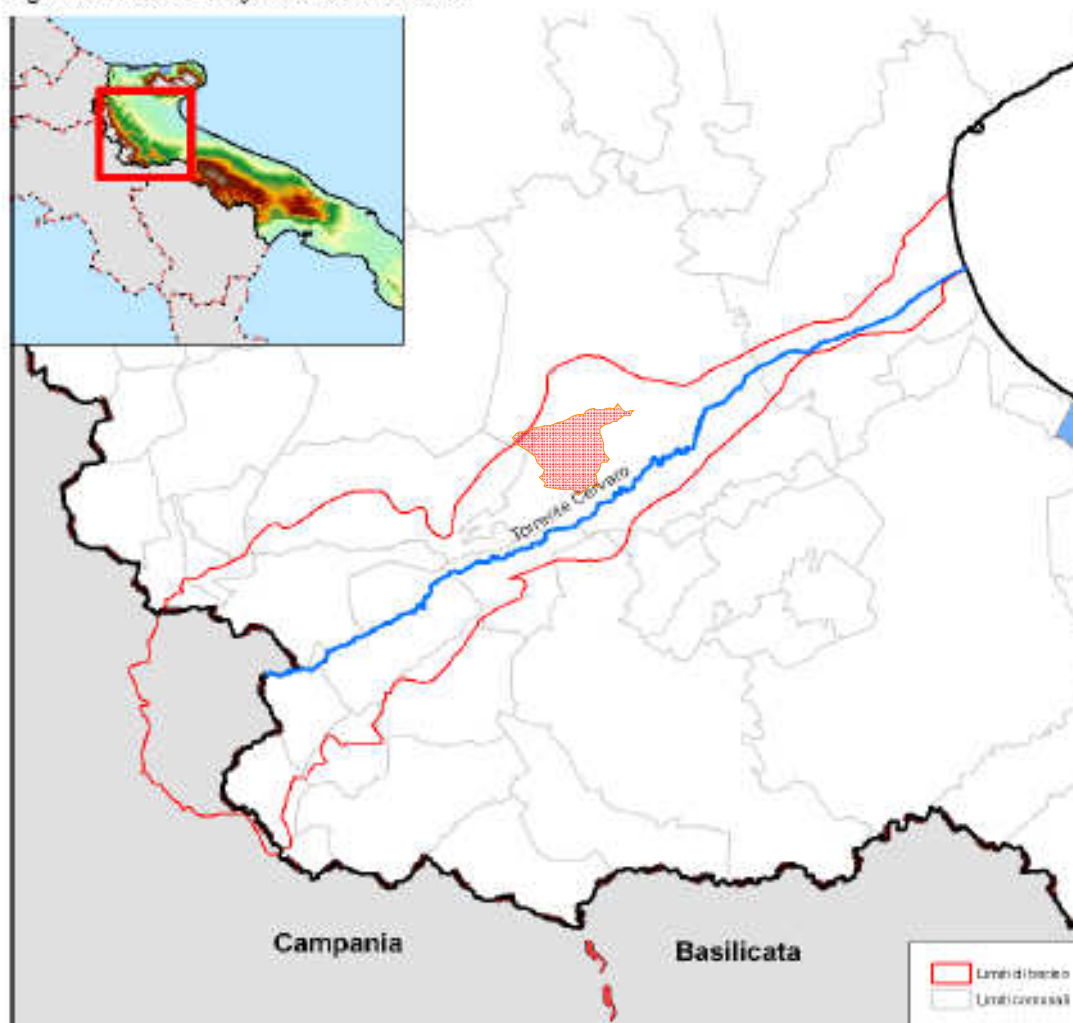 Torrente Cervaro
Campania
Basilicata
Limiti di bacino
Limiti comunali